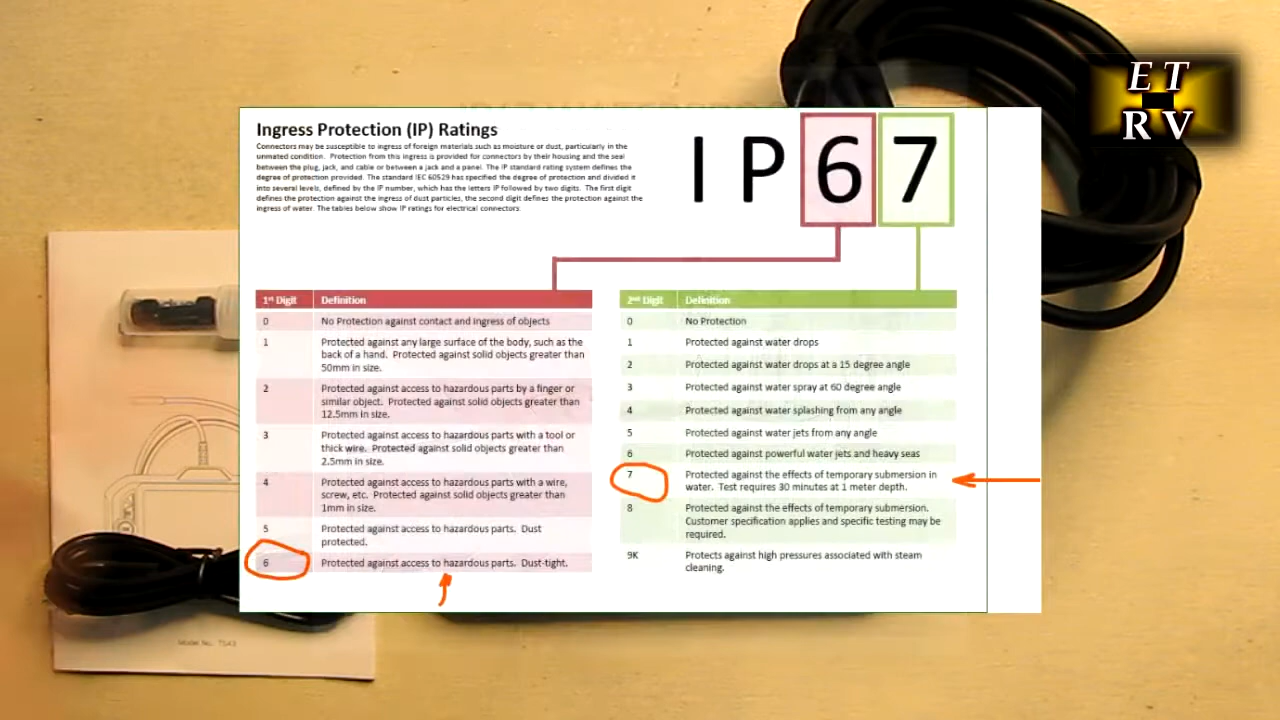 E T
R V
Ingress Protection (IP) Ratings
Connectors may be susceptible to ingress of foreign materials such as moisture or dust, particularly in the
unmated condition. Protection from this ingress is provided for connectors by their housing and the seal
between the plug, jack, and cable or between a jack and a panel. The IP standard rating system defines the
degree of protection provided. The standard IEC 60529 has specified the degree of protection and divided it
into several levels, defined by the IP number, which has the letters IP followed by two digits. The first digit
defines the protection against the ingress of dust particles, the second digit defines the protection against the
ingress of water. The tables below show IP ratings for electrical connectors.
IP67
1st Digit Definition
0 No Protection against contact and ingress of objects
1 Protected against any large surface of the body, such as the
back of a hand. Protected against solid objects greater than
50mm in size.
2 Protected against access to hazardous parts by a finger or
similar object. Protected against solid objects greater than
12.5mm in size.
3 Protected against access to hazardous parts with a tool or
thick wire. Protected against solid objects greater than
2.5mm in size.
4 Protected against access to hazardous parts with a wire,
screw, etc. Protected against solid objects greater than
1mm in size.
5 Protected against access to hazardous parts. Dust
protected.
6 Protected against access to hazardous parts. Dust-tight.
2nd Digit Definition
0 No Protection
1 Protected against water drops
2 Protected against water drops at a 15 degree angle
3 Protected against water spray at 60 degree angle
4 Protected against water splashing from any angle
5 Protected against water jets from any angle
6 Protected against powerful water jets and heavy seas
7 Protected against the effects of temporary submersion in
water. Test requires 30 minutes at 1 meter depth.
8 Protected against the effects of temporary submersion.
Customer specification applies and specific testing may be
required.
9K Protects against high pressures associated with steam
cleaning.
Model No.